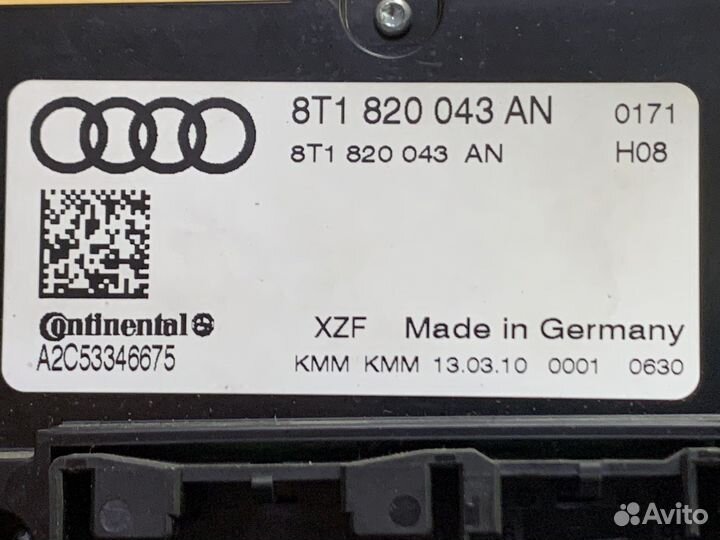 8T1 820 043 AN 0171
8T1 820 043 AN H08
Continental
A2C53346675
XZF Made in Germany
KMM KMM 13.03.10 0001 0630
Avito